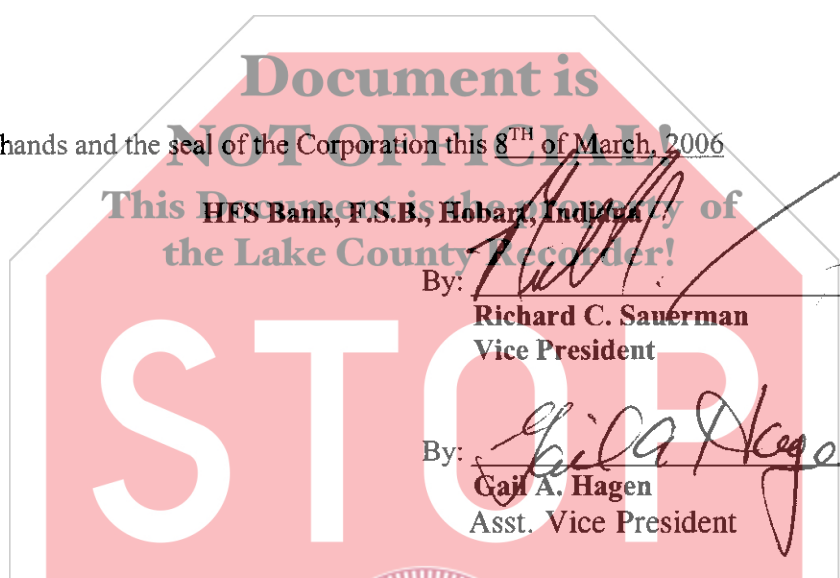 Document is
NOT OFFICIAL!
hands and the seal of the Corporation this 8TH of March, 2006
This Document is the property of
HFS Bank, F.S.B., Hobart, Indiana
the Lake County Recorder!
By:
Richard C. Sauerman
Vice President
STOP
By: Gail A Hagen
Gail A. Hagen
Asst. Vice President